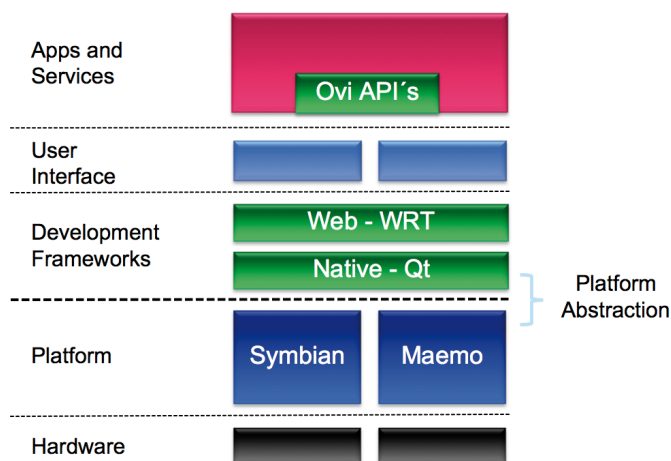 Apps and
Services
Ovi API´s
User
Interface
Development
Frameworks
Web - WRT
Native - Qt
Platform
Abstraction
Platform
Symbian
Maemo
Hardware